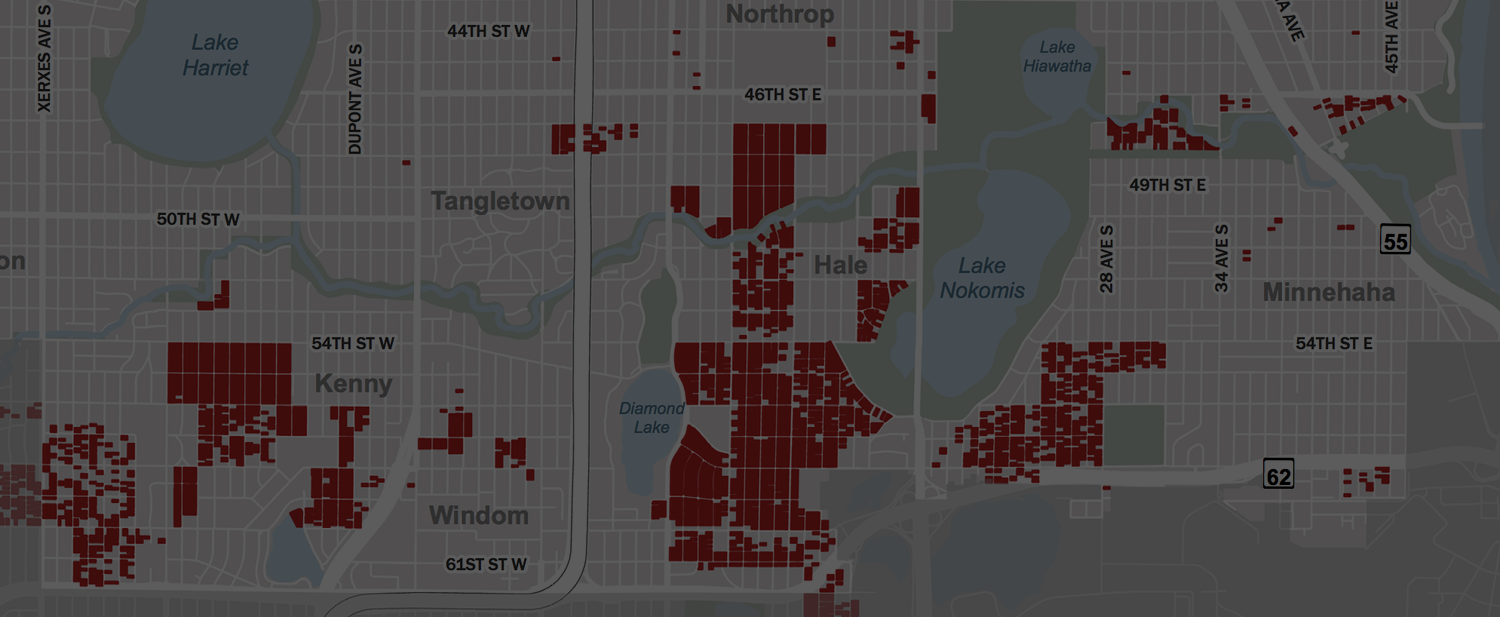 Northrop
A AVE
XERXES AVE S
44TH ST W
45TH AVE
Lake
Harriet
DUPONT AVE S
Lake
Hiawatha
46TH ST E
49TH ST E
Tangletown
50TH ST W
55
on
Hale
28 AVE S
34 AVE S
Lake
Nokomis
Minnehaha
54TH ST W
54TH ST E
Kenny
Diamond
Lake
62
Windom
61ST ST W